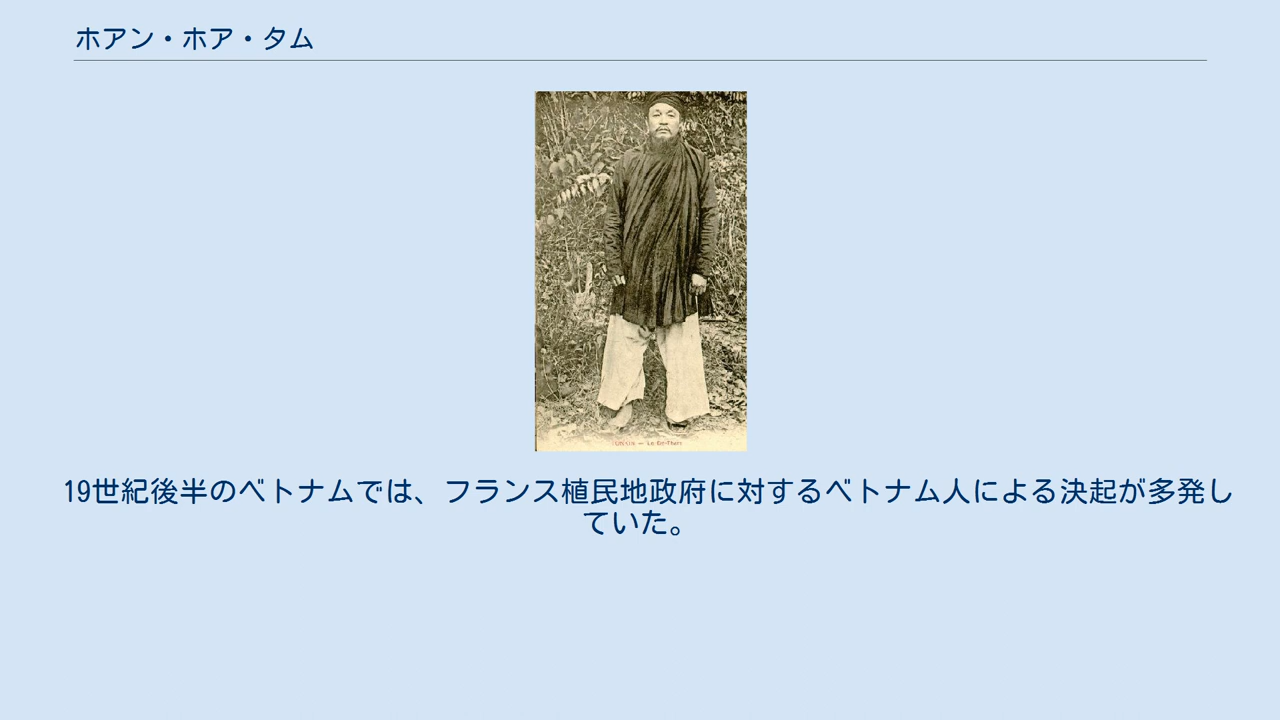 ホアン・ホア・タム
19世紀後半のベトナムでは、フランス植民地政府に対するベトナム人による決起が多発し
ていた。